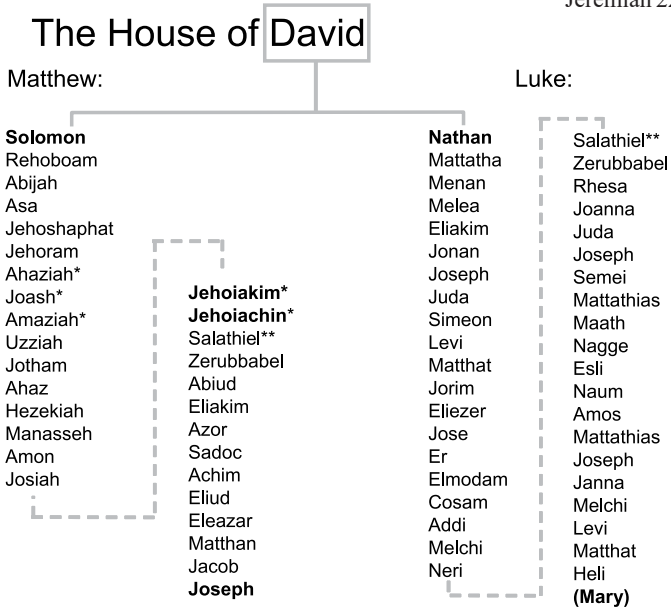 Jeremiah 22
The House of David
Matthew:
Luke:
Solomon
Rehoboam
Abijah
Asa
Jehoshaphat
Jehoram
Ahaziah*
Joash*
Amaziah*
Uzziah
Jotham
Ahaz
Hezekiah
Manasseh
Amon
Josiah
Jehoiakim*
Jehoiachin*
Salathiel**
Zerubbabel
Abiud
Eliakim
Azor
Sadoc
Achim
Eliud
Eleazar
Matthan
Jacob
Joseph
Nathan
Mattatha
Menan
Melea
Eliakim
Jonan
Joseph
Juda
Simeon
Levi
Matthat
Jorim
Eliezer
Jose
Er
Elmodam
Cosam
Addi
Melchi
Neri
Salathiel**
Zerubbabel
Rhesa
Joanna
Juda
Joseph
Semei
Mattathias
Maath
Nagge
Esli
Naum
Amos
Mattathias
Joseph
Janna
Melchi
Levi
Matthat
Heli
(Mary)